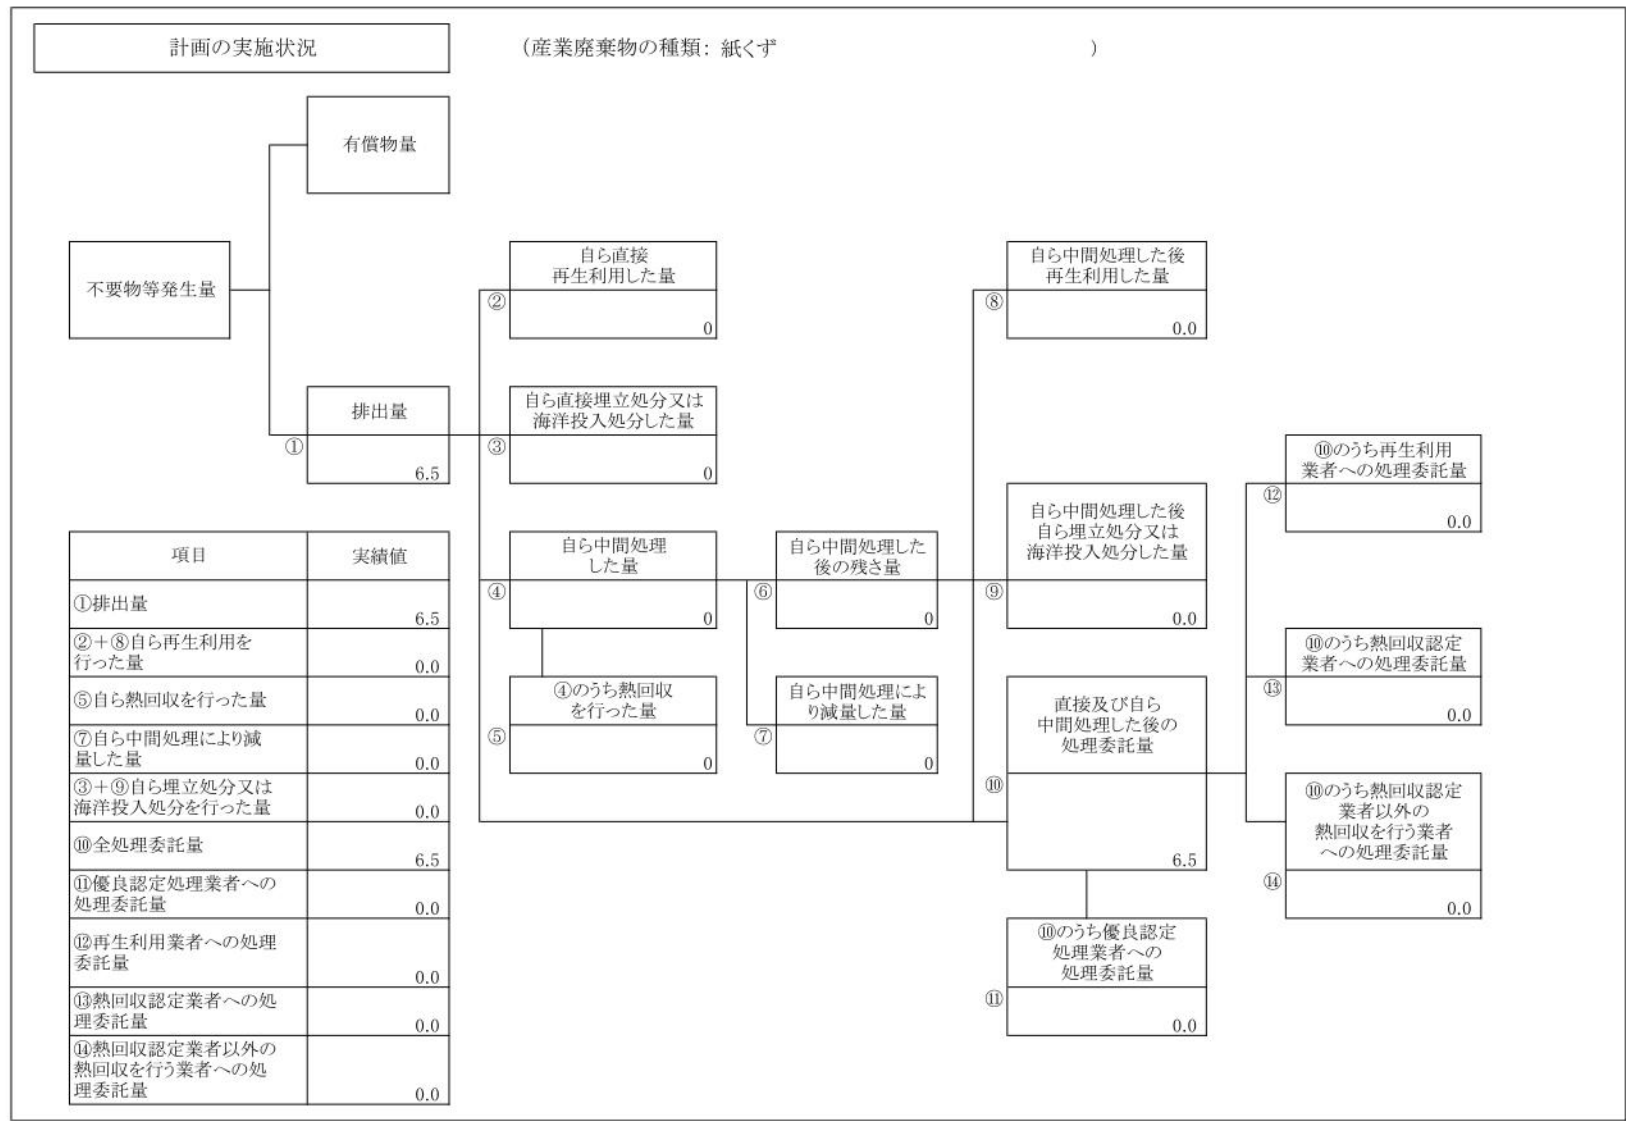 計画の実施状況
（産業廃棄物の種類: 紙くず ）
有償物量
不要物等発生量
自ら直接
再生利用した量
②
0
自ら中間処理した後
再生利用した量
⑧
0.0
排出量
①
6.5
自ら直接埋立処分又は
海洋投入処分した量
③
0
⑩のうち再生利用
業者への処理委託量
⑫
0.0
自ら中間処理
した量
④
0
自ら中間処理した
後の残さ量
⑥
0
自ら中間処理した後
自ら埋立処分又は
海洋投入処分した量
⑨
0.0
⑩のうち熱回収認定
業者への処理委託量
⑬
0.0
④のうち熱回収
を行った量
⑤
0
自ら中間処理によ
り減量した量
⑦
0
直接及び自ら
中間処理した後の
処理委託量
⑩
6.5
⑩のうち熱回収認定
業者以外の
熱回収を行う業者
への処理委託量
⑭
0.0
⑩のうち優良認定
処理業者への
処理委託量
⑪
0.0
項目 実績値
①排出量
6.5
②＋⑧自ら再生利用を
行った量
0.0
⑤自ら熱回収を行った量
0.0
⑦自ら中間処理により減
量した量
0.0
③＋⑨自ら埋立処分又は
海洋投入処分を行った量
0.0
⑩全処理委託量
6.5
⑪優良認定処理業者への
処理委託量
0.0
⑫再生利用業者への処理
委託量
0.0
⑬熱回収認定業者への処
理委託量
0.0
⑭熱回収認定業者以外の
熱回収を行う業者への処
理委託量
0.0